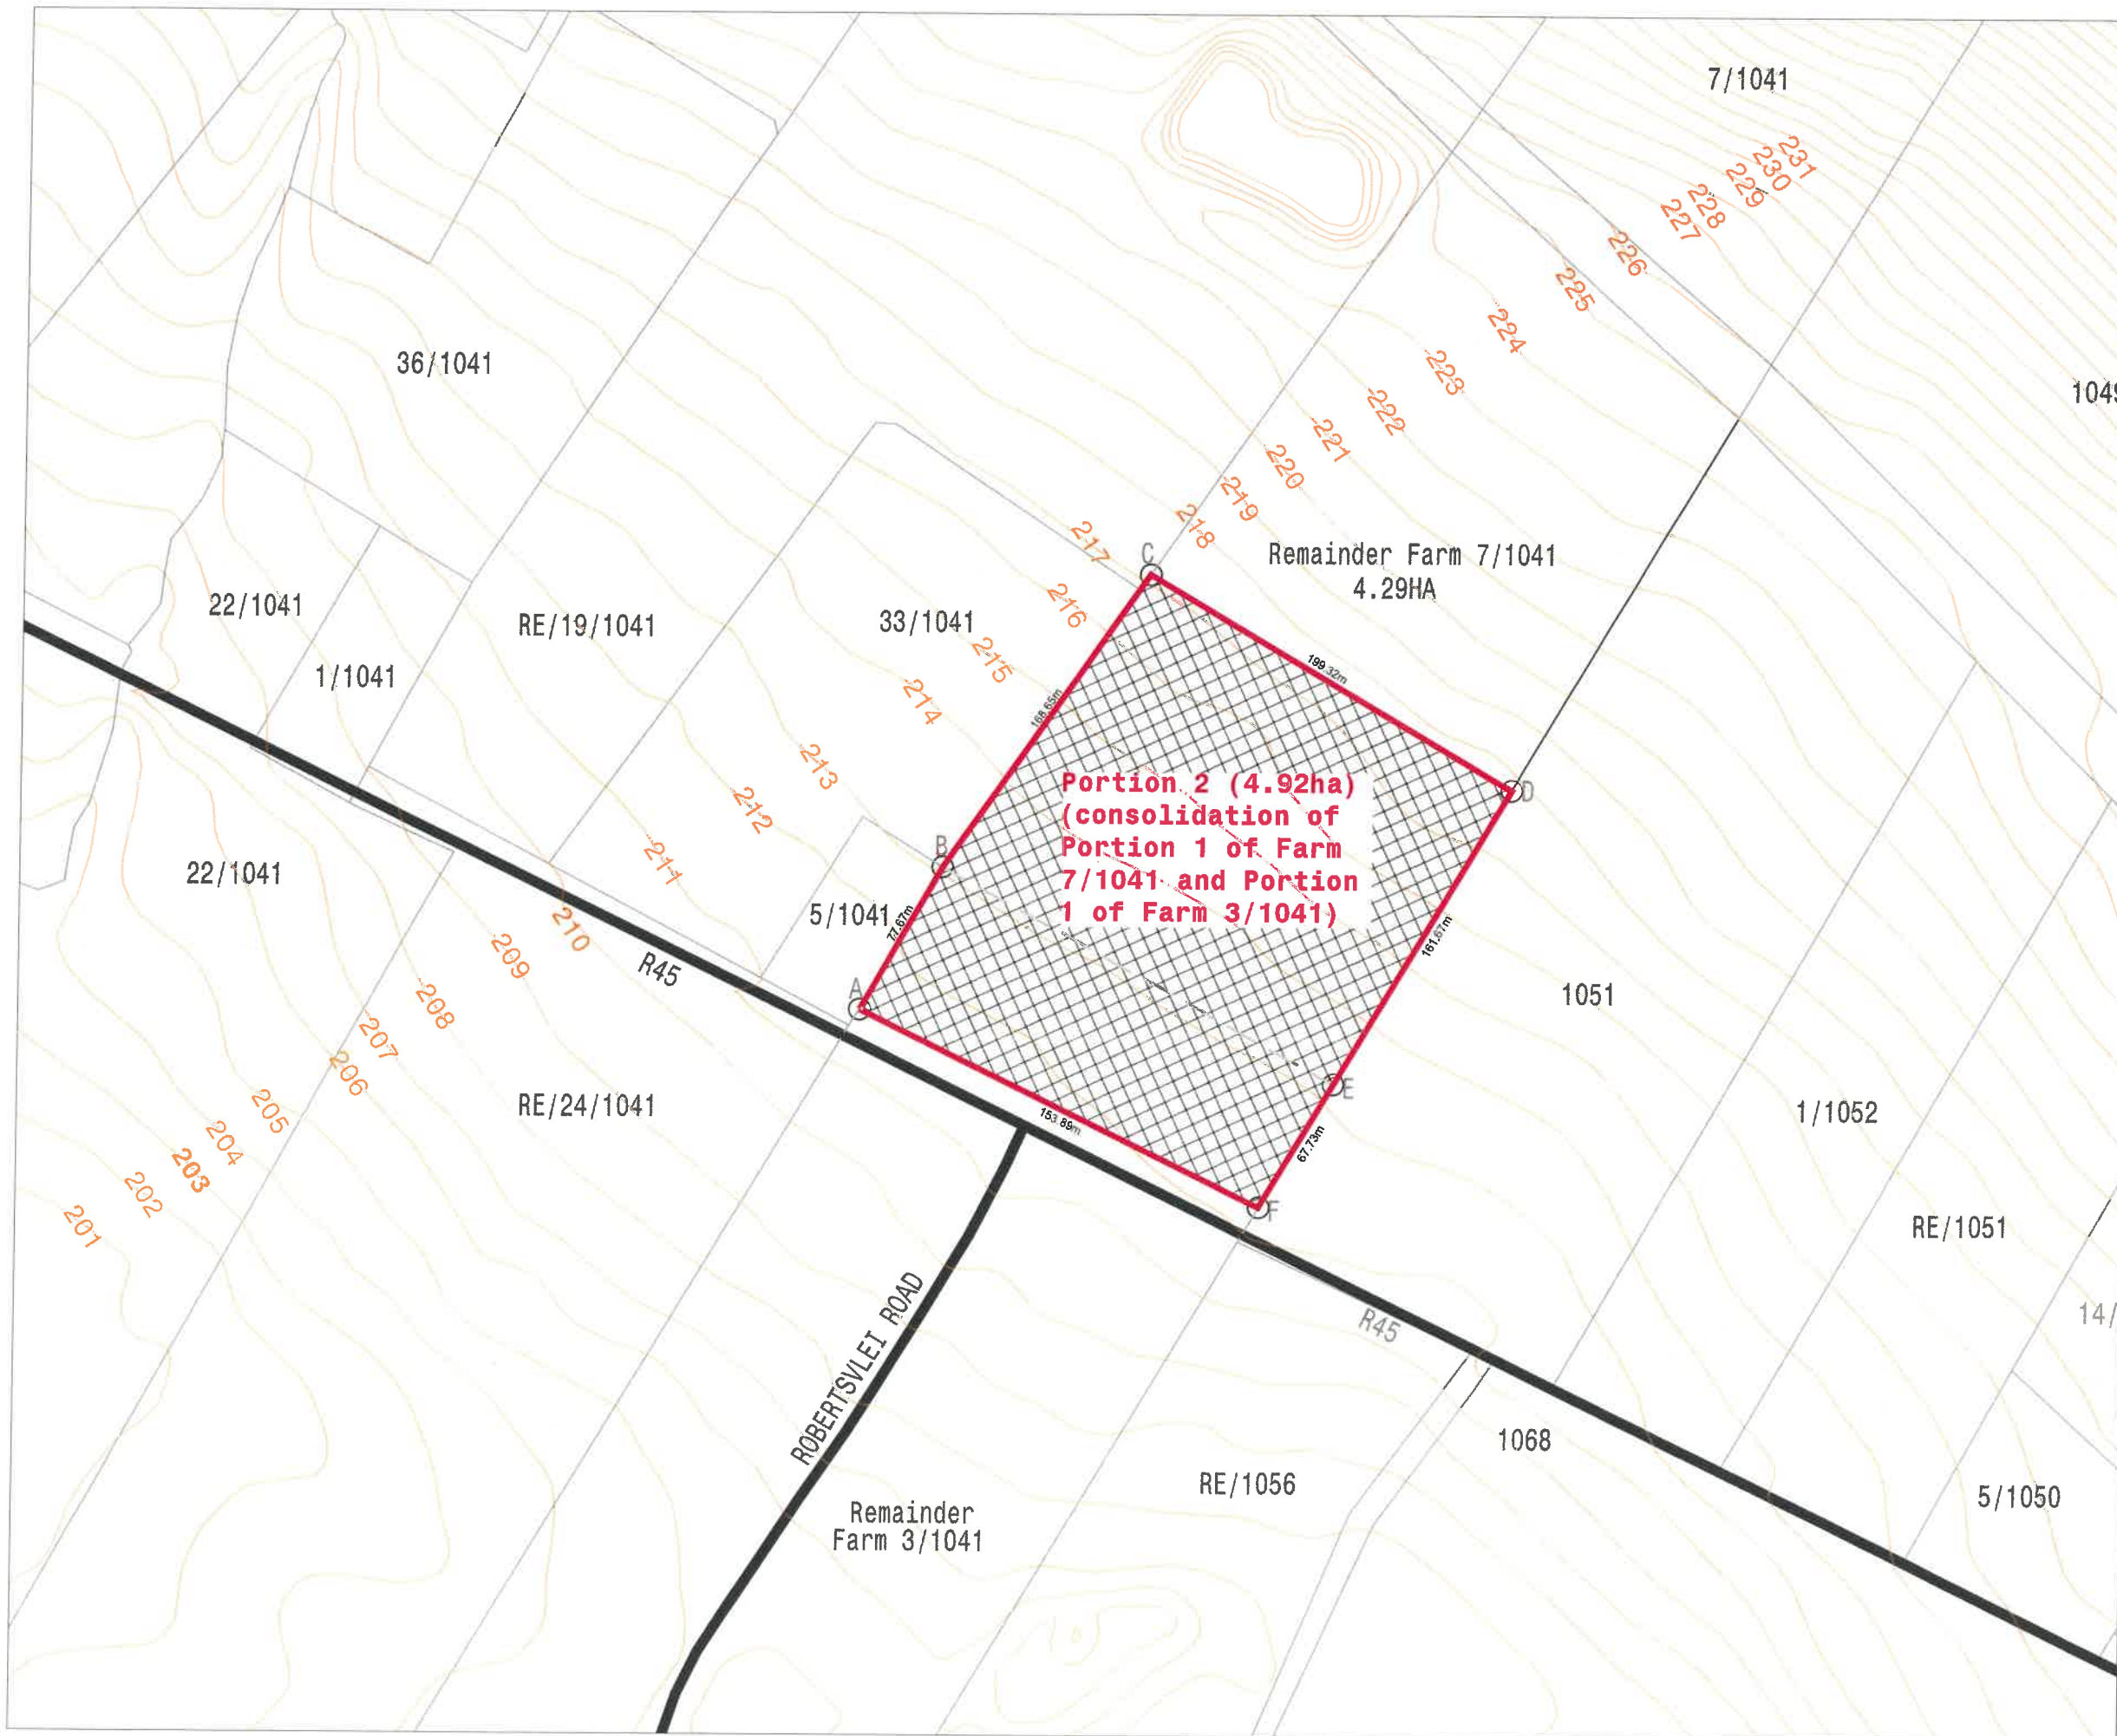 7/1041
231
230
229
228
227
226
225
224
223
222
221
220
219
218
217
216
215
214
213
212
211
210
209
208
207
206
205
204
203
202
201
36/1041
22/1041
1/1041
RE/19/1041
33/1041
5/1041
Remainder Farm 7/1041
4.29HA
C
199.32m
168.65m
D
B
77.67m
A
Portion 2 (4.92ha)
(consolidation of
Portion 1 of Farm
7/1041 and Portion
1 of Farm 3/1041)
161.67m
E
67.73m
F
153.89m
1051
1/1052
RE/1051
14/
5/1050
22/1041
R45
RE/24/1041
ROBERTSVLEI ROAD
R45
1068
RE/1056
Remainder
Farm 3/1041